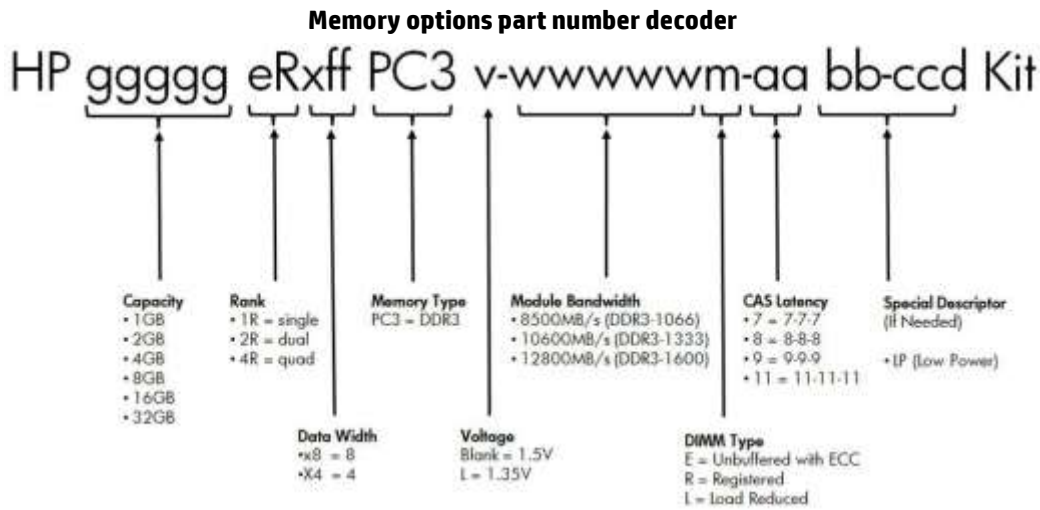 Memory options part number decoder
HP ggggg eRxff PC3 v-wwwwwm-aa bb-ccd Kit
Capacity
• 1GB
• 2GB
• 4GB
• 8GB
• 16GB
• 32GB
Rank
• 1R = single
• 2R = dual
• 4R = quad
Memory Type
PC3 = DDR3
Module Bandwidth
• 8500MB/s (DDR3-1066)
• 10600MB/s (DDR3-1333)
• 12800MB/s (DDR3-1600)
CAS Latency
• 7 = 7-7-7
• 8 = 8-8-8
• 9 = 9-9-9
• 11 = 11-11-11
Special Descriptor
(If Needed)
• LP (Low Power)
Data Width
•x8 = 8
•X4 = 4
Voltage
Blank = 1.5V
L = 1.35V
DIMM Type
E = Unbuffered with ECC
R = Registered
L = Load Reduced